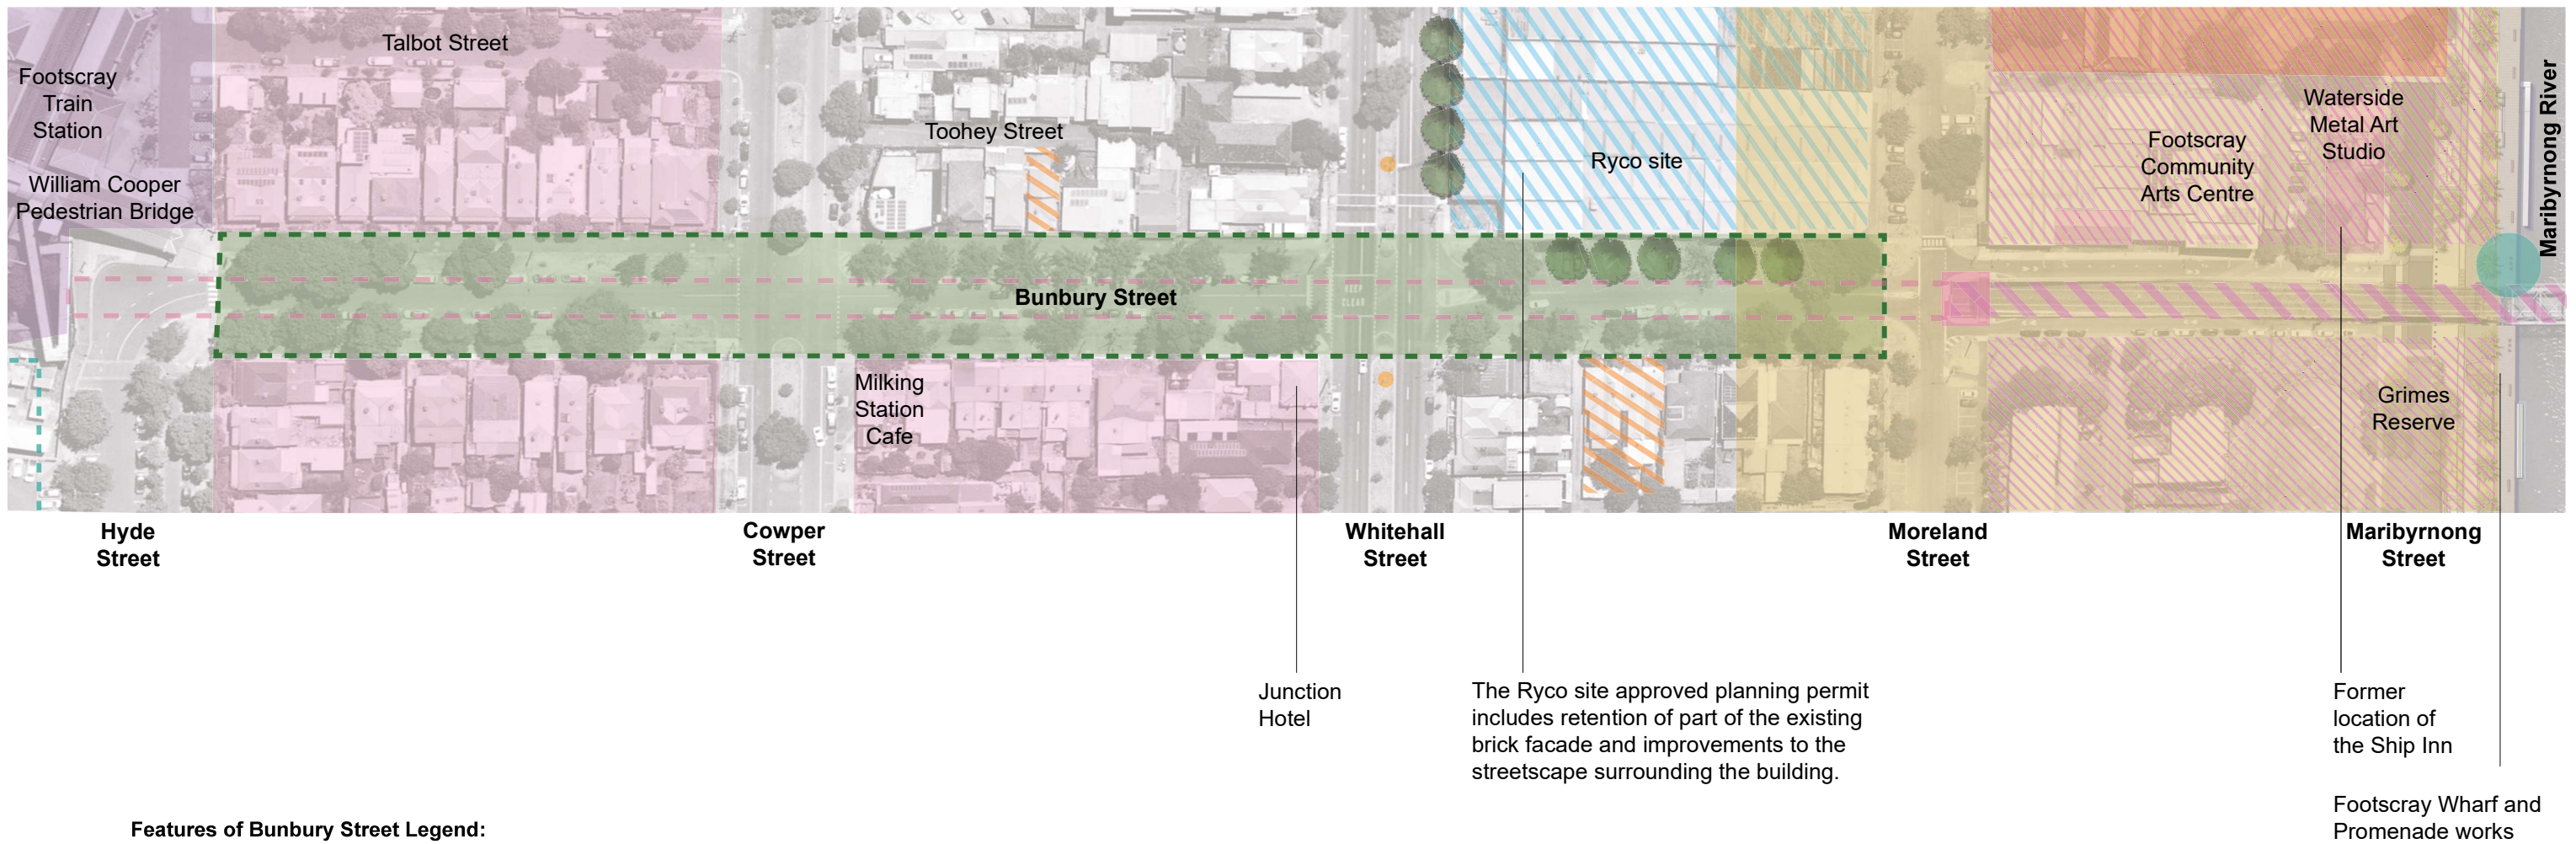 Talbot Street
Footscray
Train
Station
William Cooper
Pedestrian Bridge
Toohey Street
Ryco site
Footscray
Community
Arts Centre
Waterside
Metal Art
Studio
Maribyrnong River
Bunbury Street
KEEP
CLEAR
Milking
Station
Cafe
Grimes
Reserve
Hyde
Street
Cowper
Street
Whitehall
Street
Moreland
Street
Maribyrnong
Street
Junction
Hotel
The Ryco site approved planning permit
includes retention of part of the existing
brick facade and improvements to the
streetscape surrounding the building.
Former
location of
the Ship Inn
Footscray Wharf and
Promenade works
Features of Bunbury Street Legend: